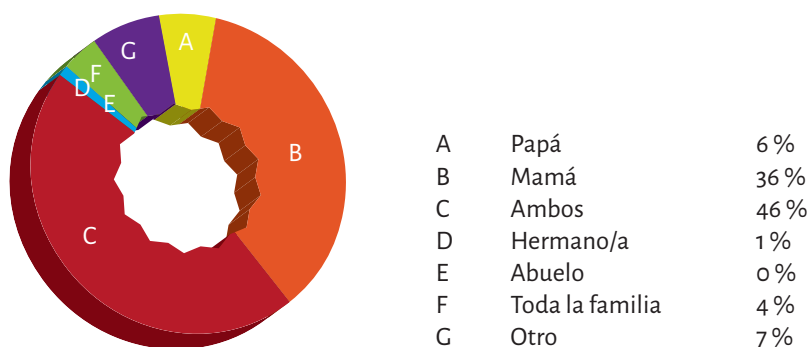 G
A
F
D
E
B
C
A Papá 6 %
B Mamá 36 %
C Ambos 46 %
D Hermano/a 1 %
E Abuelo 0 %
F Toda la familia 4 %
G Otro 7 %